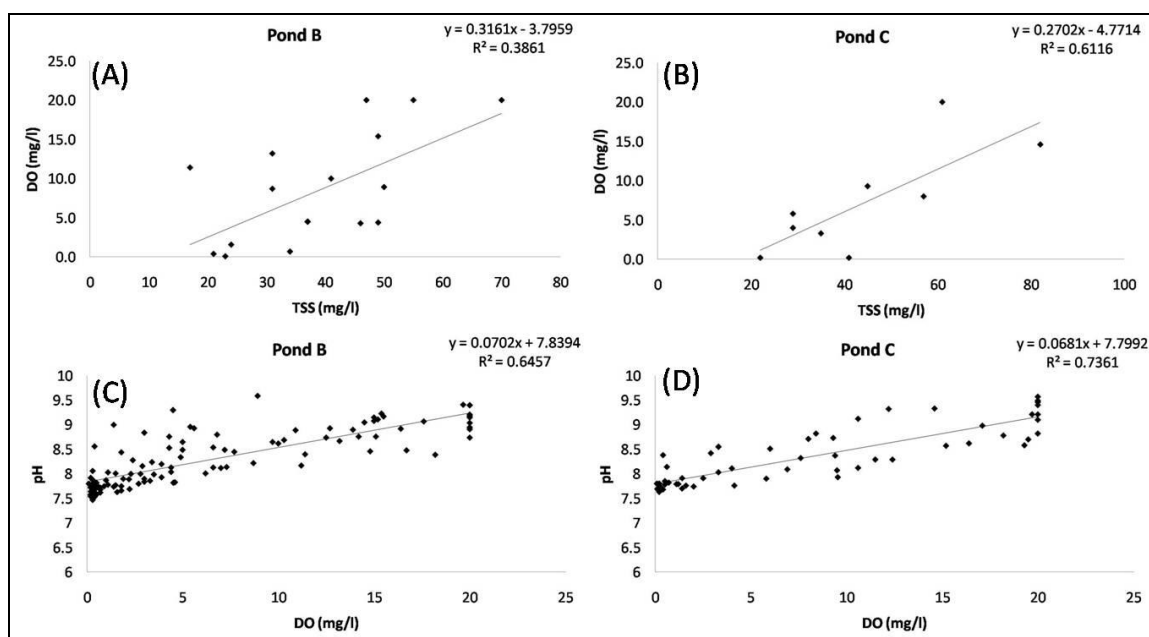 Pond B
y = 0.3161x - 3.7959
R² = 0.3861
(A)
25.0
20.0
15.0
10.0
5.0
0.0
DO (mg/l)
0 10 20 30 40 50 60 70 80
TSS (mg/l)
Pond C
y = 0.2702x - 4.7714
R² = 0.6116
(B)
25.0
20.0
15.0
10.0
5.0
0.0
DO (mg/l)
0 20 40 60 80 100
TSS (mg/l)
Pond B
y = 0.0702x + 7.8394
R² = 0.6457
(C)
10
9.5
9
8.5
8
7.5
7
6.5
6
pH
0 5 10 15 20 25
DO (mg/l)
Pond C
y = 0.0681x + 7.7992
R² = 0.7361
(D)
10
9.5
9
8.5
8
7.5
7
6.5
6
pH
0 5 10 15 20 25
DO (mg/l)